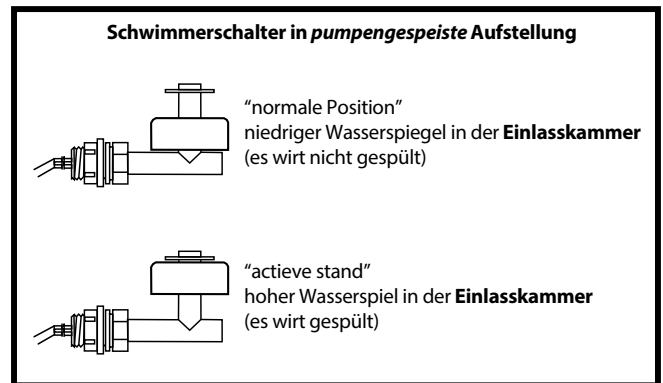 Schwimmerschalter in pumpengespeiste Aufstellung
“normale Position”
niedriger Wasserspiegel in der Einlasskammer
(es wirt nicht gespült)
“actieve stand”
hoher Wasserspiel in der Einlasskammer
(es wirt gespült)